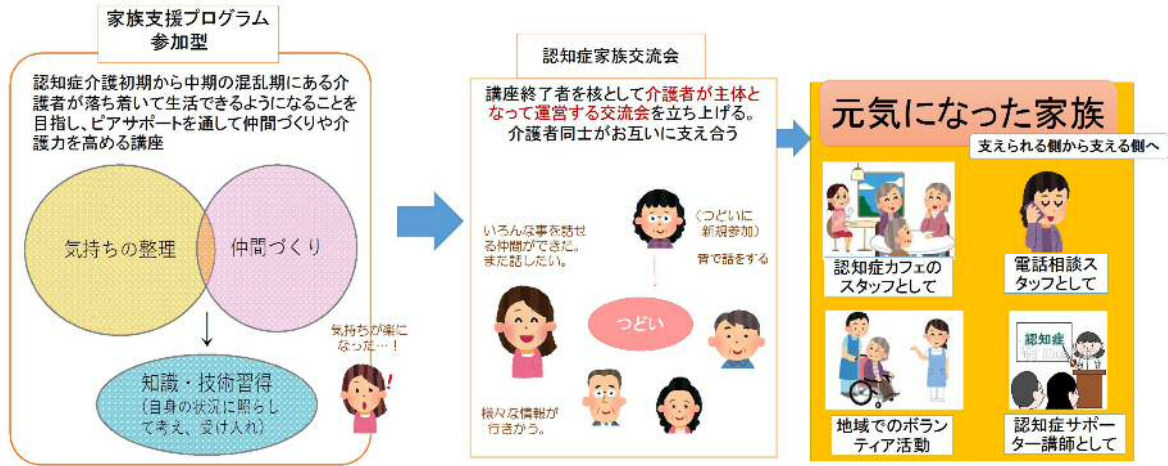 家族支援プログラム
参加型
認知症介護初期から中期の混乱期にある介
護者が落ち着いて生活できるようになることを
目指し、ピアサポートを通して仲間づくりや介
護力を高める講座
気持ちの整理
仲間づくり
気持ちが楽に
なった…！
知識・技術習得
(自身の状況に照らし
て考え、受け入れ)
認知症家族交流会
講座終了者を核として介護者が主体と
なって運営する交流会を立ち上げる。
介護者同士がお互いに支え合う
いろんな事を話せ
る仲間ができた。
また話したい。
(つどいに
新規参加)
皆で話をする
つどい
様々な情報が
行きかう。
元気になった家族
支えられる側から支える側へ
認知症カフェの
スタッフとして
電話相談ス
タッフとして
認知症
地域でのボラン
ティア活動
認知症サポー
ター講師として